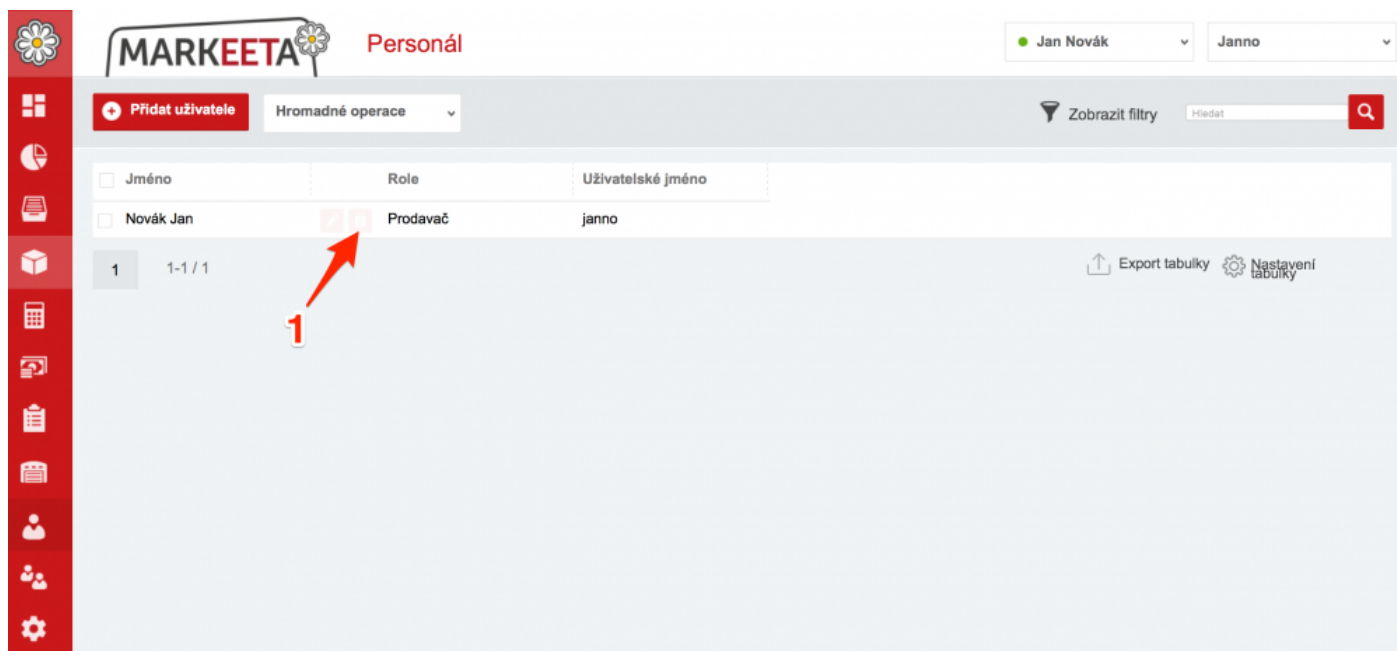 MARKEETA
Personál
Jan Novák
Janno
Přidat uživatele
Hromadné operace
Zobrazit filtry
Hledat
Jméno
Role
Uživatelské jméno
Novák Jan
Prodavač
janno
1
1-1 / 1
Export tabulky
Nastavení
tabulky
1